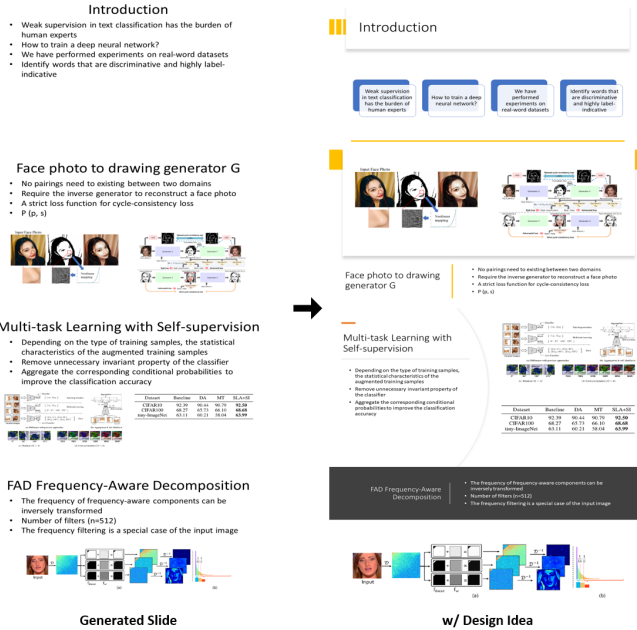 Introduction
• Weak supervision in text classification has the burden of
human experts
• How to train a deep neural network?
• We have performed experiments on real-word datasets
• Identify words that are discriminative and highly label-
indicative
Face photo to drawing generator G
• No pairings need to existing between two domains
• Require the inverse generator to reconstruct a face photo
• A strict loss function for cycle-consistency loss
• P (p, s)
Input Face Photo
Multi-task Learning with Self-supervision
• Depending on the type of training samples, the statistical
characteristics of the augmented training samples
• Remove unnecessary invariant property of the classifier
• Aggregate the corresponding conditional probabilities to
improve the classification accuracy
Dataset Baseline DA MT SLA+SI
CIFAR10 92.39 90.44 90.79 92.50
CIFAR100 68.27 65.73 66.10 68.68
tiny-ImageNet 63.11 60.21 58.04 63.99
FAD Frequency-Aware Decomposition
• The frequency of frequency-aware components can be
inversely transformed
• Number of filters (n=512)
• The frequency filtering is a special case of the input image
Input
(a)
Generated Slide
Introduction
Weak supervision
in text classification
has the burden of
human experts
How to train a deep
neural network?
We have
performed
experiments on
real-word datasets
Identify words that
are discriminative
and highly label-
indicative
Input Face Photo
Face photo to drawing
generator G
• No pairings need to existing between two domains
• Require the inverse generator to reconstruct a face photo
• A strict loss function for cycle-consistency loss
• P (p, s)
Multi-task Learning with
Self-supervision
• Depending on the type of training samples,
the statistical characteristics of the
augmented training samples
• Remove unnecessary invariant property of
the classifier
• Aggregate the corresponding conditional
probabilities to improve the classification
accuracy
Dataset Baseline DA MT SLA+SI
CIFAR10 92.39 90.44 90.79 92.50
CIFAR100 68.27 65.73 66.10 68.68
tiny-ImageNet 63.11 60.21 58.04 63.99
FAD Frequency-Aware
Decomposition
• The frequency of frequency-aware components can be
inversely transformed
• Number of filters (n=512)
• The frequency filtering is a special case of the input image
Input
(a)
(b)
w/ Design Idea